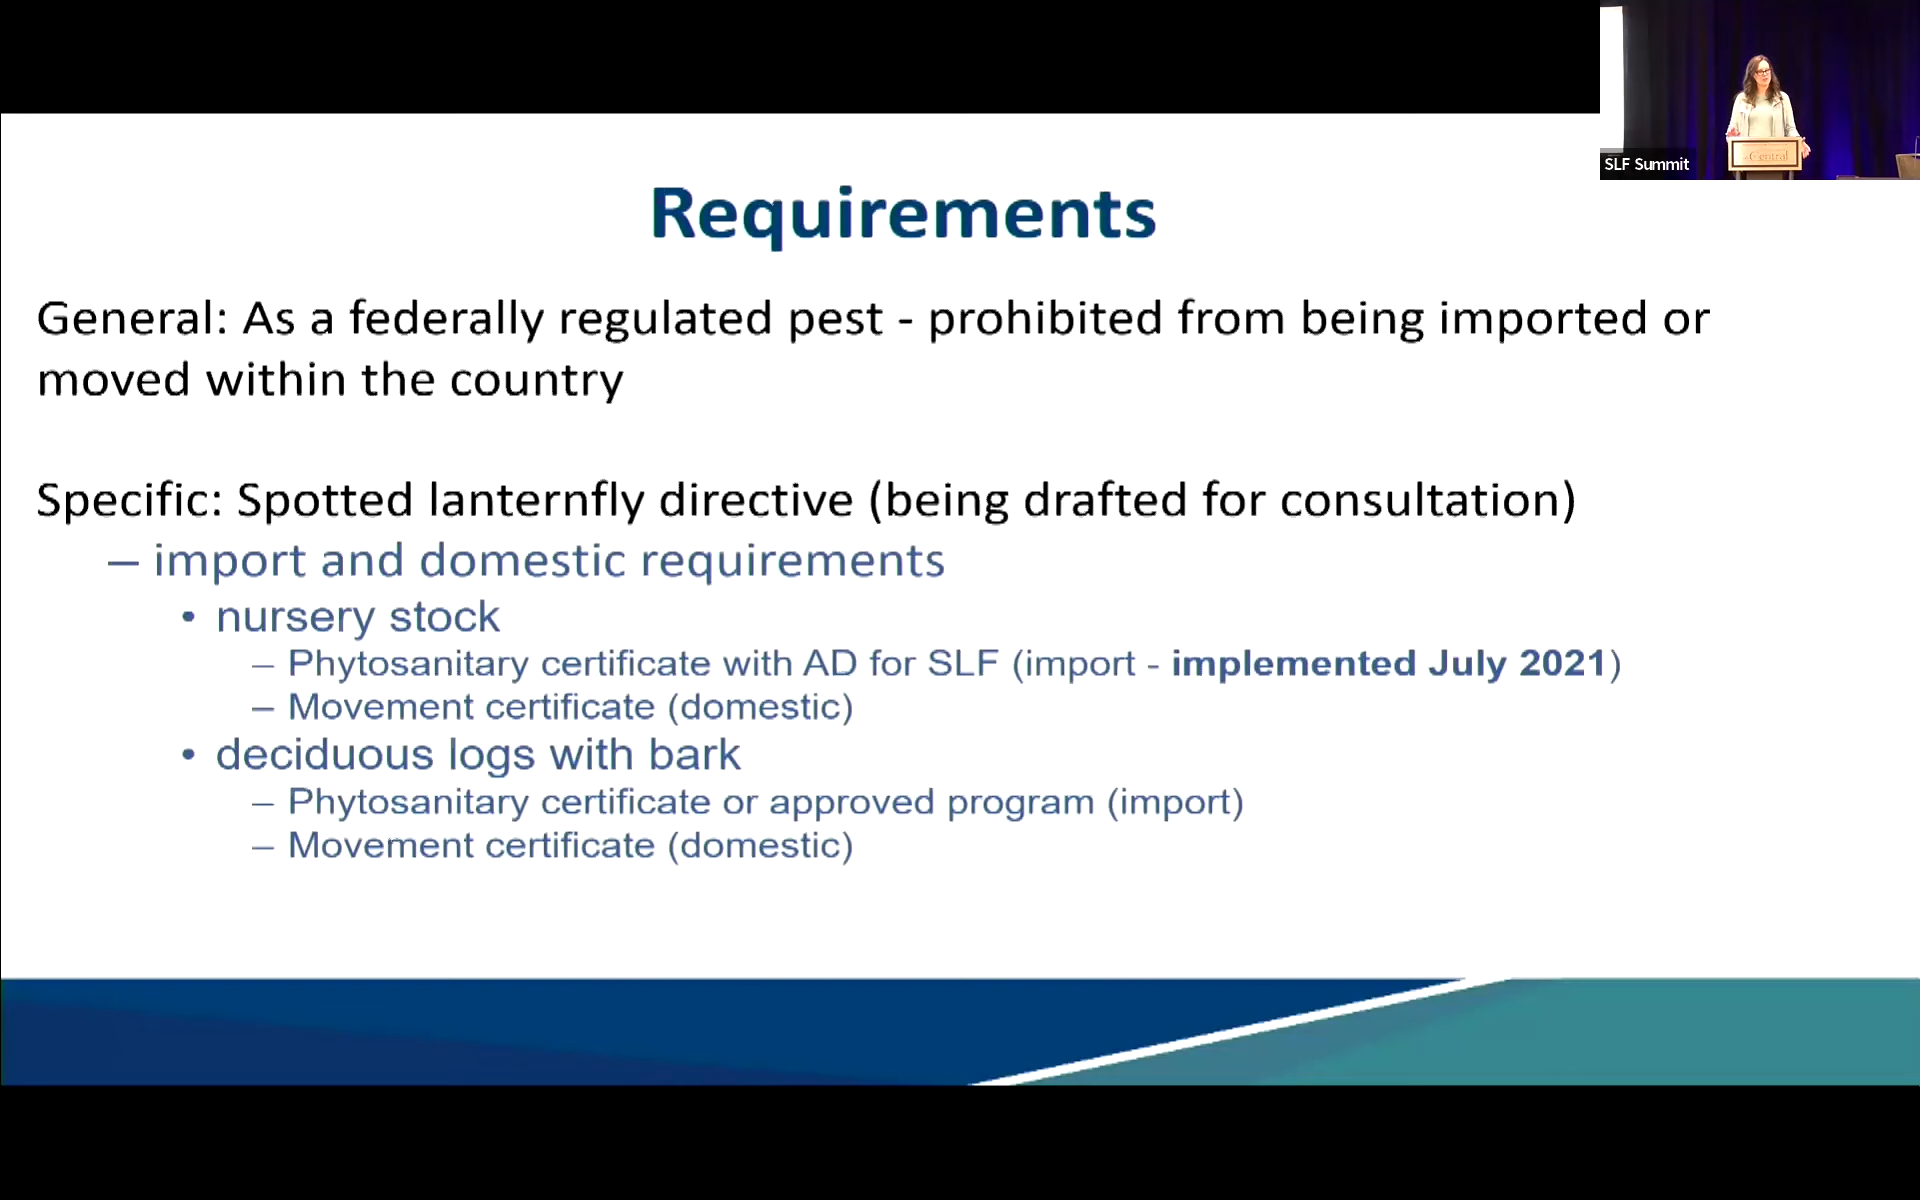 SLF Summit
Central
Requirements
General: As a federally regulated pest - prohibited from being imported or
moved within the country
Specific: Spotted lanternfly directive (being drafted for consultation)
– import and domestic requirements
• nursery stock
– Phytosanitary certificate with AD for SLF (import - implemented July 2021)
– Movement certificate (domestic)
• deciduous logs with bark
– Phytosanitary certificate or approved program (import)
– Movement certificate (domestic)